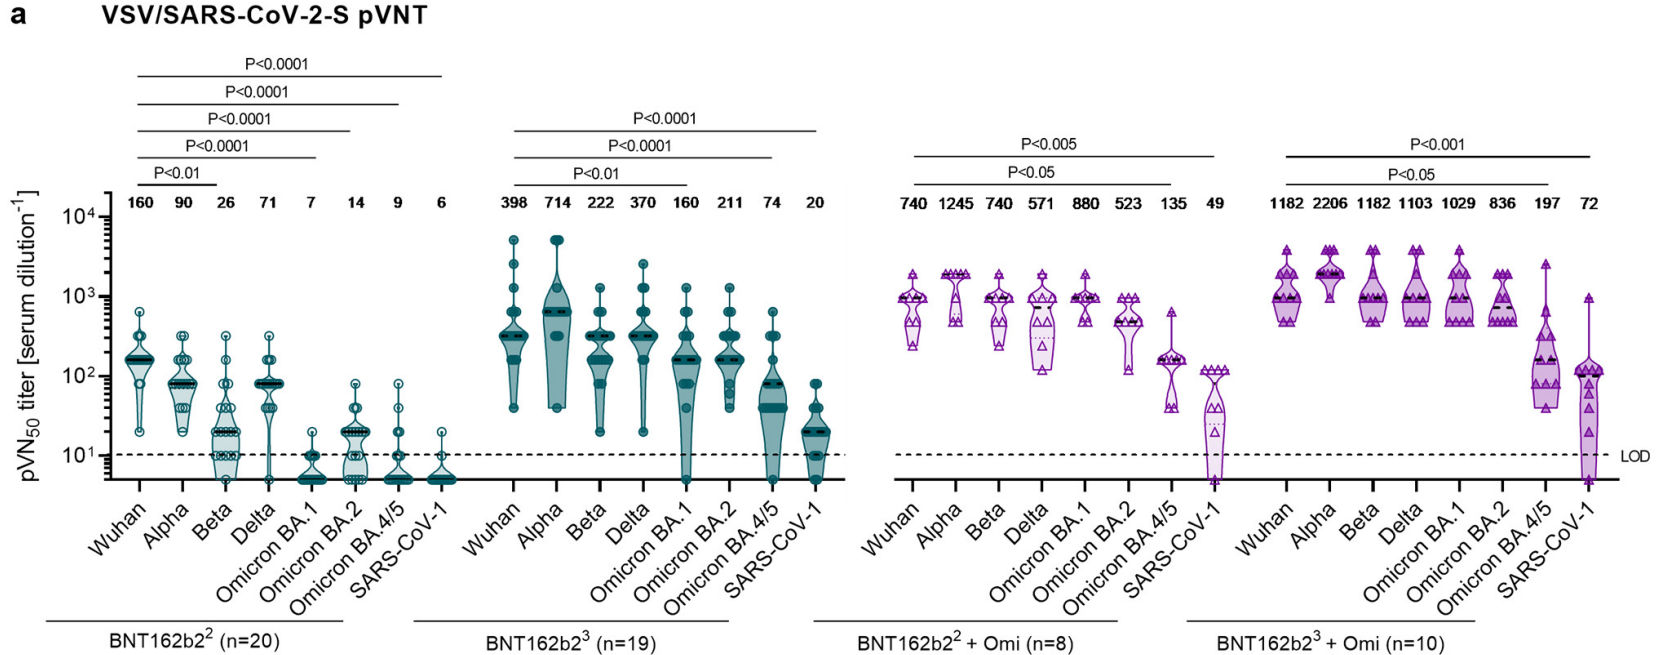 a VSV/SARS-CoV-2-S pVNT
P<0.0001
P<0.0001
P<0.0001
P<0.0001
P<0.01
P<0.0001
P<0.0001
P<0.01
P<0.005
P<0.05
P<0.001
P<0.05
160 90 26 71 7 14 9 6 398 714 222 370 160 211 74 20 740 1245 740 571 880 523 135 49 1182 2206 1182 1103 1029 836 197 72
pVN50 titer [serum dilution-1]
10⁴
10³
10²
10¹
LOD
Wuhan Alpha Beta Delta Omicron BA.1 Omicron BA.2 Omicron BA.4/5 SARS-CoV-1
Wuhan Alpha Beta Delta Omicron BA.1 Omicron BA.2 Omicron BA.4/5 SARS-CoV-1
Wuhan Alpha Beta Delta Omicron BA.1 Omicron BA.2 Omicron BA.4/5 SARS-CoV-1
Wuhan Alpha Beta Delta Omicron BA.1 Omicron BA.2 Omicron BA.4/5 SARS-CoV-1
BNT162b2² (n=20) BNT162b2³ (n=19) BNT162b2² + Omi (n=8) BNT162b2³ + Omi (n=10)